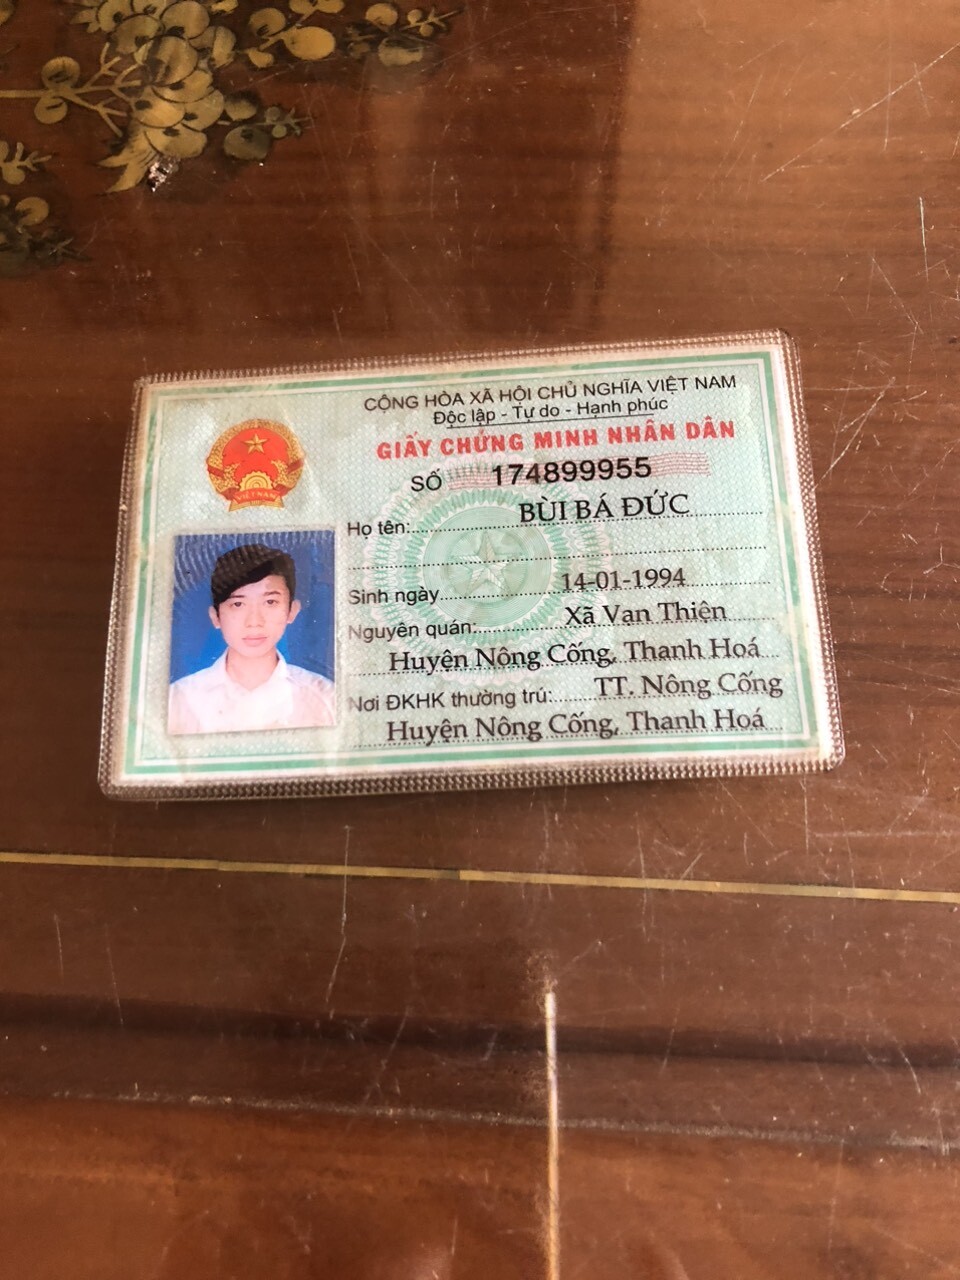 CỘNG HÒA XÃ HỘI CHỦ NGHĨA VIỆT NAM
Độc lập - Tự do - Hạnh phúc
GIẤY CHỨNG MINH NHÂN DÂN
SỐ 174899955
Họ tên: BÙI BÁ ĐỨC
Sinh ngày 14-01-1994
Nguyên quán: Xã Vạn Thiện
Huyện Nông Cống, Thanh Hoá
Nơi ĐKHK thường trú: TT. Nông Cống
Huyện Nông Cống, Thanh Hoá
VIỆT NAM